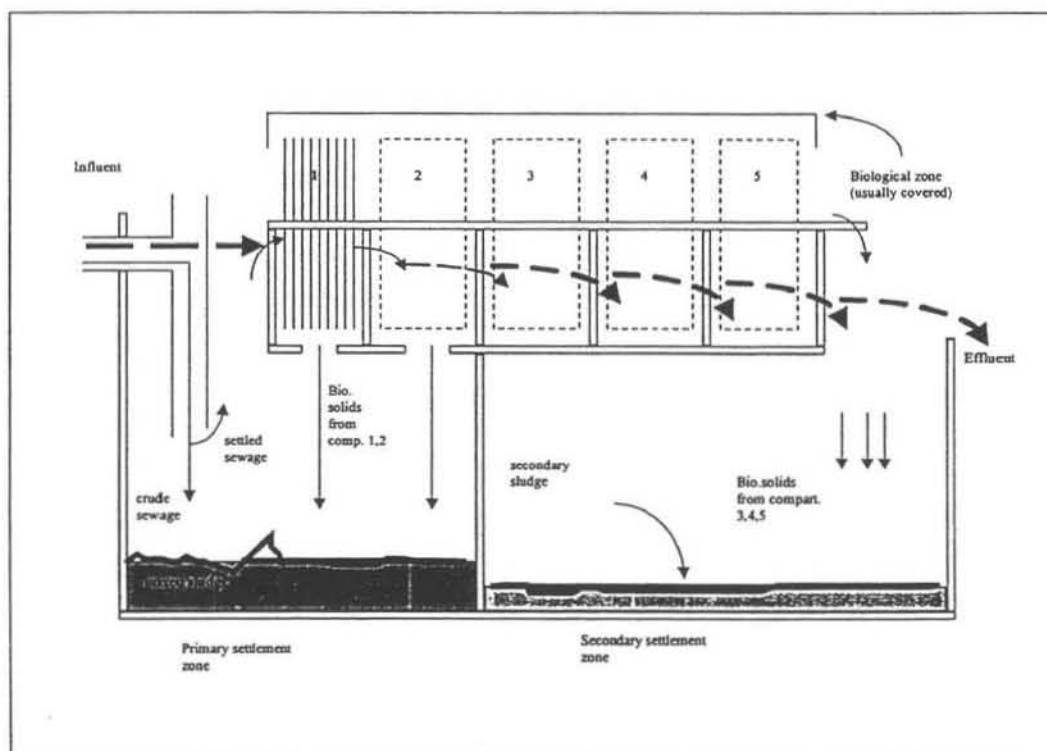 Influent
1
2
3
4
5
Biological zone
(usually covered)
Effluent
Bio.
solids
from
comp. 1,2
settled
sewage
crude
sewage
secondary
sludge
Bio.solids
from compart.
3,4,5
Primary settlement
zone
Secondary settlement
zone